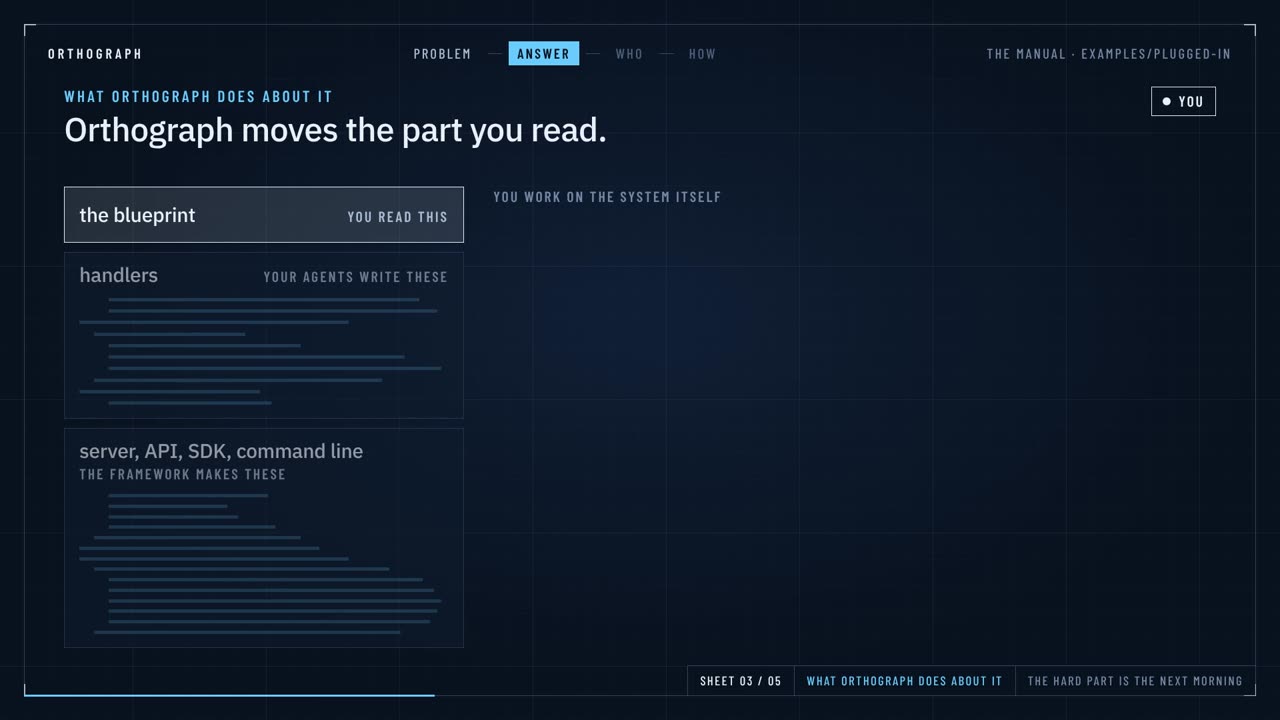 ORTHOGRAPH
PROBLEM ANSWER WHO HOW
THE MANUAL · EXAMPLES/PLUGGED-IN
WHAT ORTHOGRAPH DOES ABOUT IT
YOU
Orthograph moves the part you read.
the blueprint YOU READ THIS
YOU WORK ON THE SYSTEM ITSELF
handlers YOUR AGENTS WRITE THESE
server, API, SDK, command line
THE FRAMEWORK MAKES THESE
SHEET 03 / 05 WHAT ORTHOGRAPH DOES ABOUT IT THE HARD PART IS THE NEXT MORNING